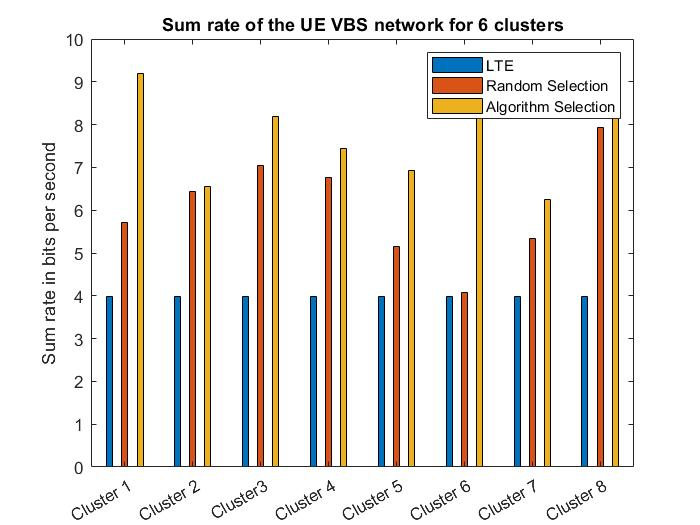 Sum rate of the UE VBS network for 6 clusters
10
9
8
7
6
5
4
3
2
1
0
Sum rate in bits per second
LTE
Random Selection
Algorithm Selection
Cluster 1
Cluster 2
Cluster3
Cluster 4
Cluster 5
Cluster 6
Cluster 7
Cluster 8